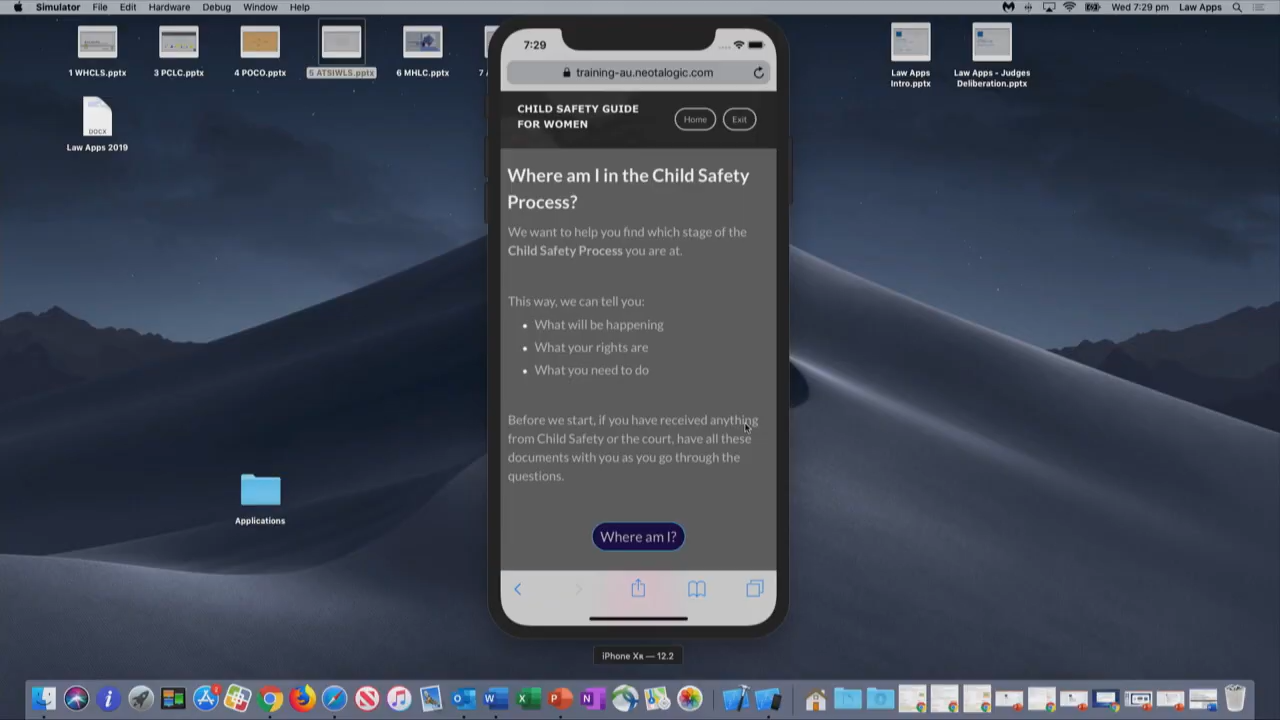 Simulator File Edit Hardware Debug Window Help Wed 7:29 pm Law Apps
1 WHCLS.pptx
3 PCLC.pptx
4 POCO.pptx
5 ATSIWLS.pptx
6 MHLC.pptx
Law Apps
Intro.pptx
Law Apps - Judges
Deliberation.pptx
DOCX
Law Apps 2019
Applications
7:29
training-au.neotalogic.com
CHILD SAFETY GUIDE
FOR WOMEN
Home
Exit
Where am I in the Child Safety
Process?
We want to help you find which stage of the
Child Safety Process you are at.
This way, we can tell you:
• What will be happening
• What your rights are
• What you need to do
Before we start, if you have received anything
from Child Safety or the court, have all these
documents with you as you go through the
questions.
Where am I?
iPhone Xʀ — 12.2